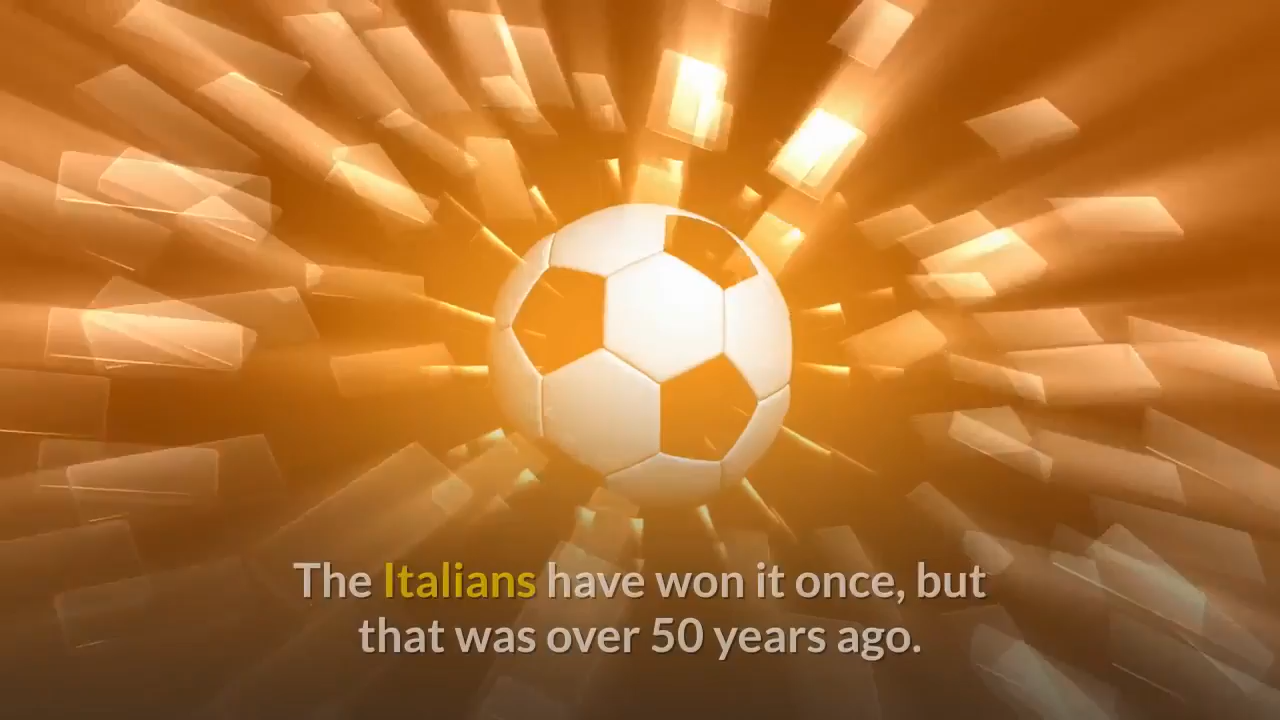 The Italians have won it once, but
that was over 50 years ago.